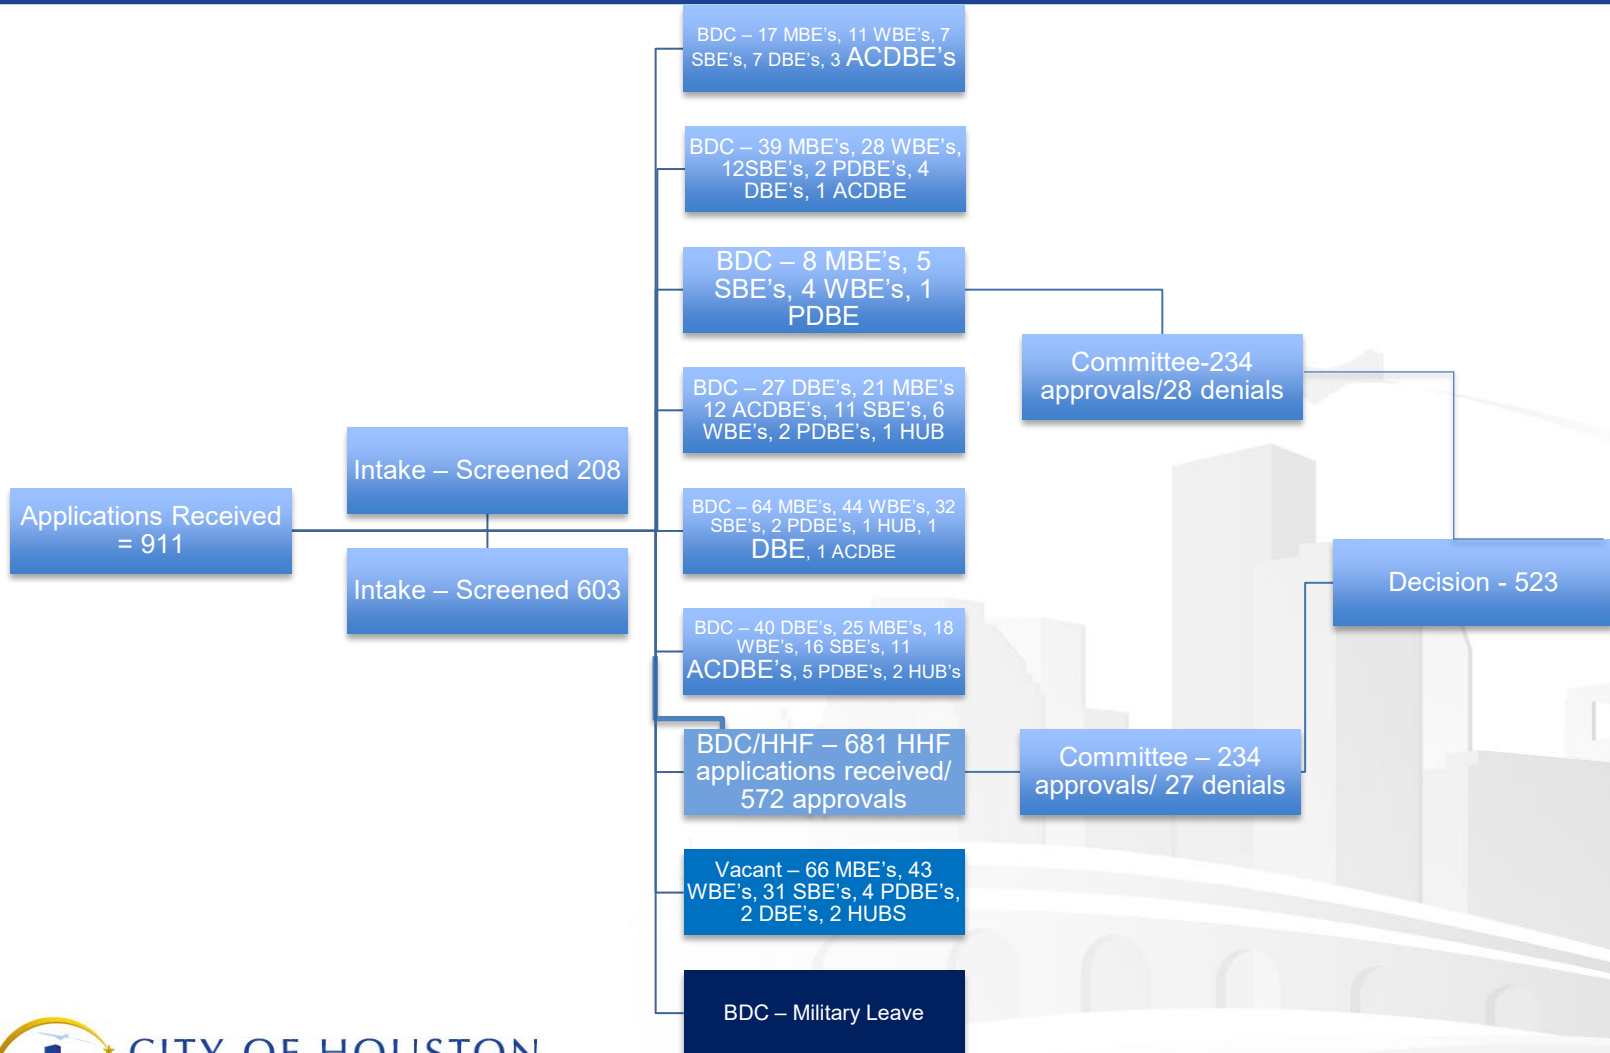 BDC – 17 MBE’s, 11 WBE’s, 7
SBE’s, 7 DBE’s, 3 ACDBE’s
BDC – 39 MBE’s, 28 WBE’s,
12SBE’s, 2 PDBE’s, 4
DBE’s, 1 ACDBE
BDC – 8 MBE’s, 5
SBE’s, 4 WBE’s, 1
PDBE
Committee-234
approvals/28 denials
BDC – 27 DBE’s, 21 MBE’s
12 ACDBE’s, 11 SBE’s, 6
WBE’s, 2 PDBE’s, 1 HUB
Intake – Screened 208
Applications Received
= 911
BDC – 64 MBE’s, 44 WBE’s, 32
SBE’s, 2 PDBE’s, 1 HUB, 1
DBE, 1 ACDBE
Intake – Screened 603
Decision - 523
BDC – 40 DBE’s, 25 MBE’s, 18
WBE’s, 16 SBE’s, 11
ACDBE’s, 5 PDBE’s, 2 HUB’s
BDC/HHF – 681 HHF
applications received/
572 approvals
Committee – 234
approvals/ 27 denials
Vacant – 66 MBE’s, 43
WBE’s, 31 SBE’s, 4 PDBE’s,
2 DBE’s, 2 HUBS
BDC – Military Leave
CITY OF HOUSTON